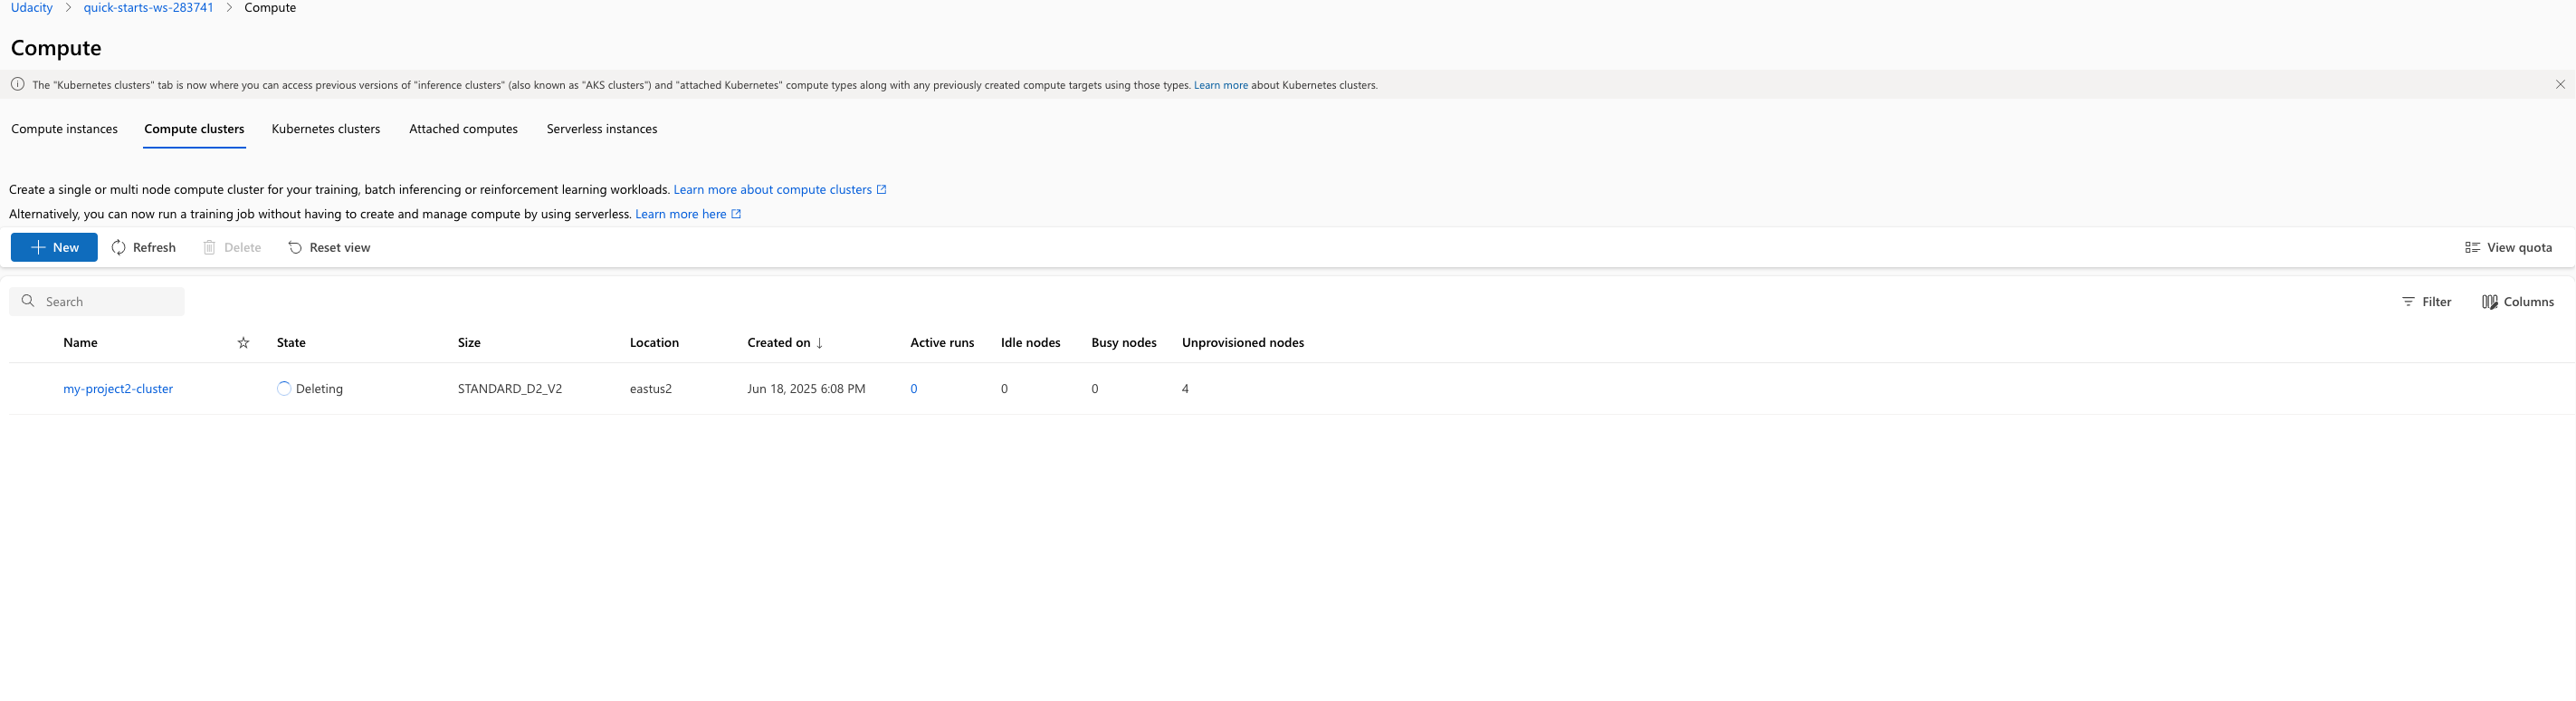 Udacity > quick-starts-ws-283741 > Compute
Compute
The "Kubernetes clusters" tab is now where you can access previous versions of "inference clusters" (also known as "AKS clusters") and "attached Kubernetes" compute types along with any previously created compute targets using those types. Learn more about Kubernetes clusters.
Compute instances Compute clusters Kubernetes clusters Attached computes Serverless instances
Create a single or multi node compute cluster for your training, batch inferencing or reinforcement learning workloads. Learn more about compute clusters
Alternatively, you can now run a training job without having to create and manage compute by using serverless. Learn more here
New Refresh Delete Reset view View quota
Search Filter Columns
Name State Size Location Created on ↓ Active runs Idle nodes Busy nodes Unprovisioned nodes
my-project2-cluster Deleting STANDARD_D2_V2 eastus2 Jun 18, 2025 6:08 PM 0 0 0 4